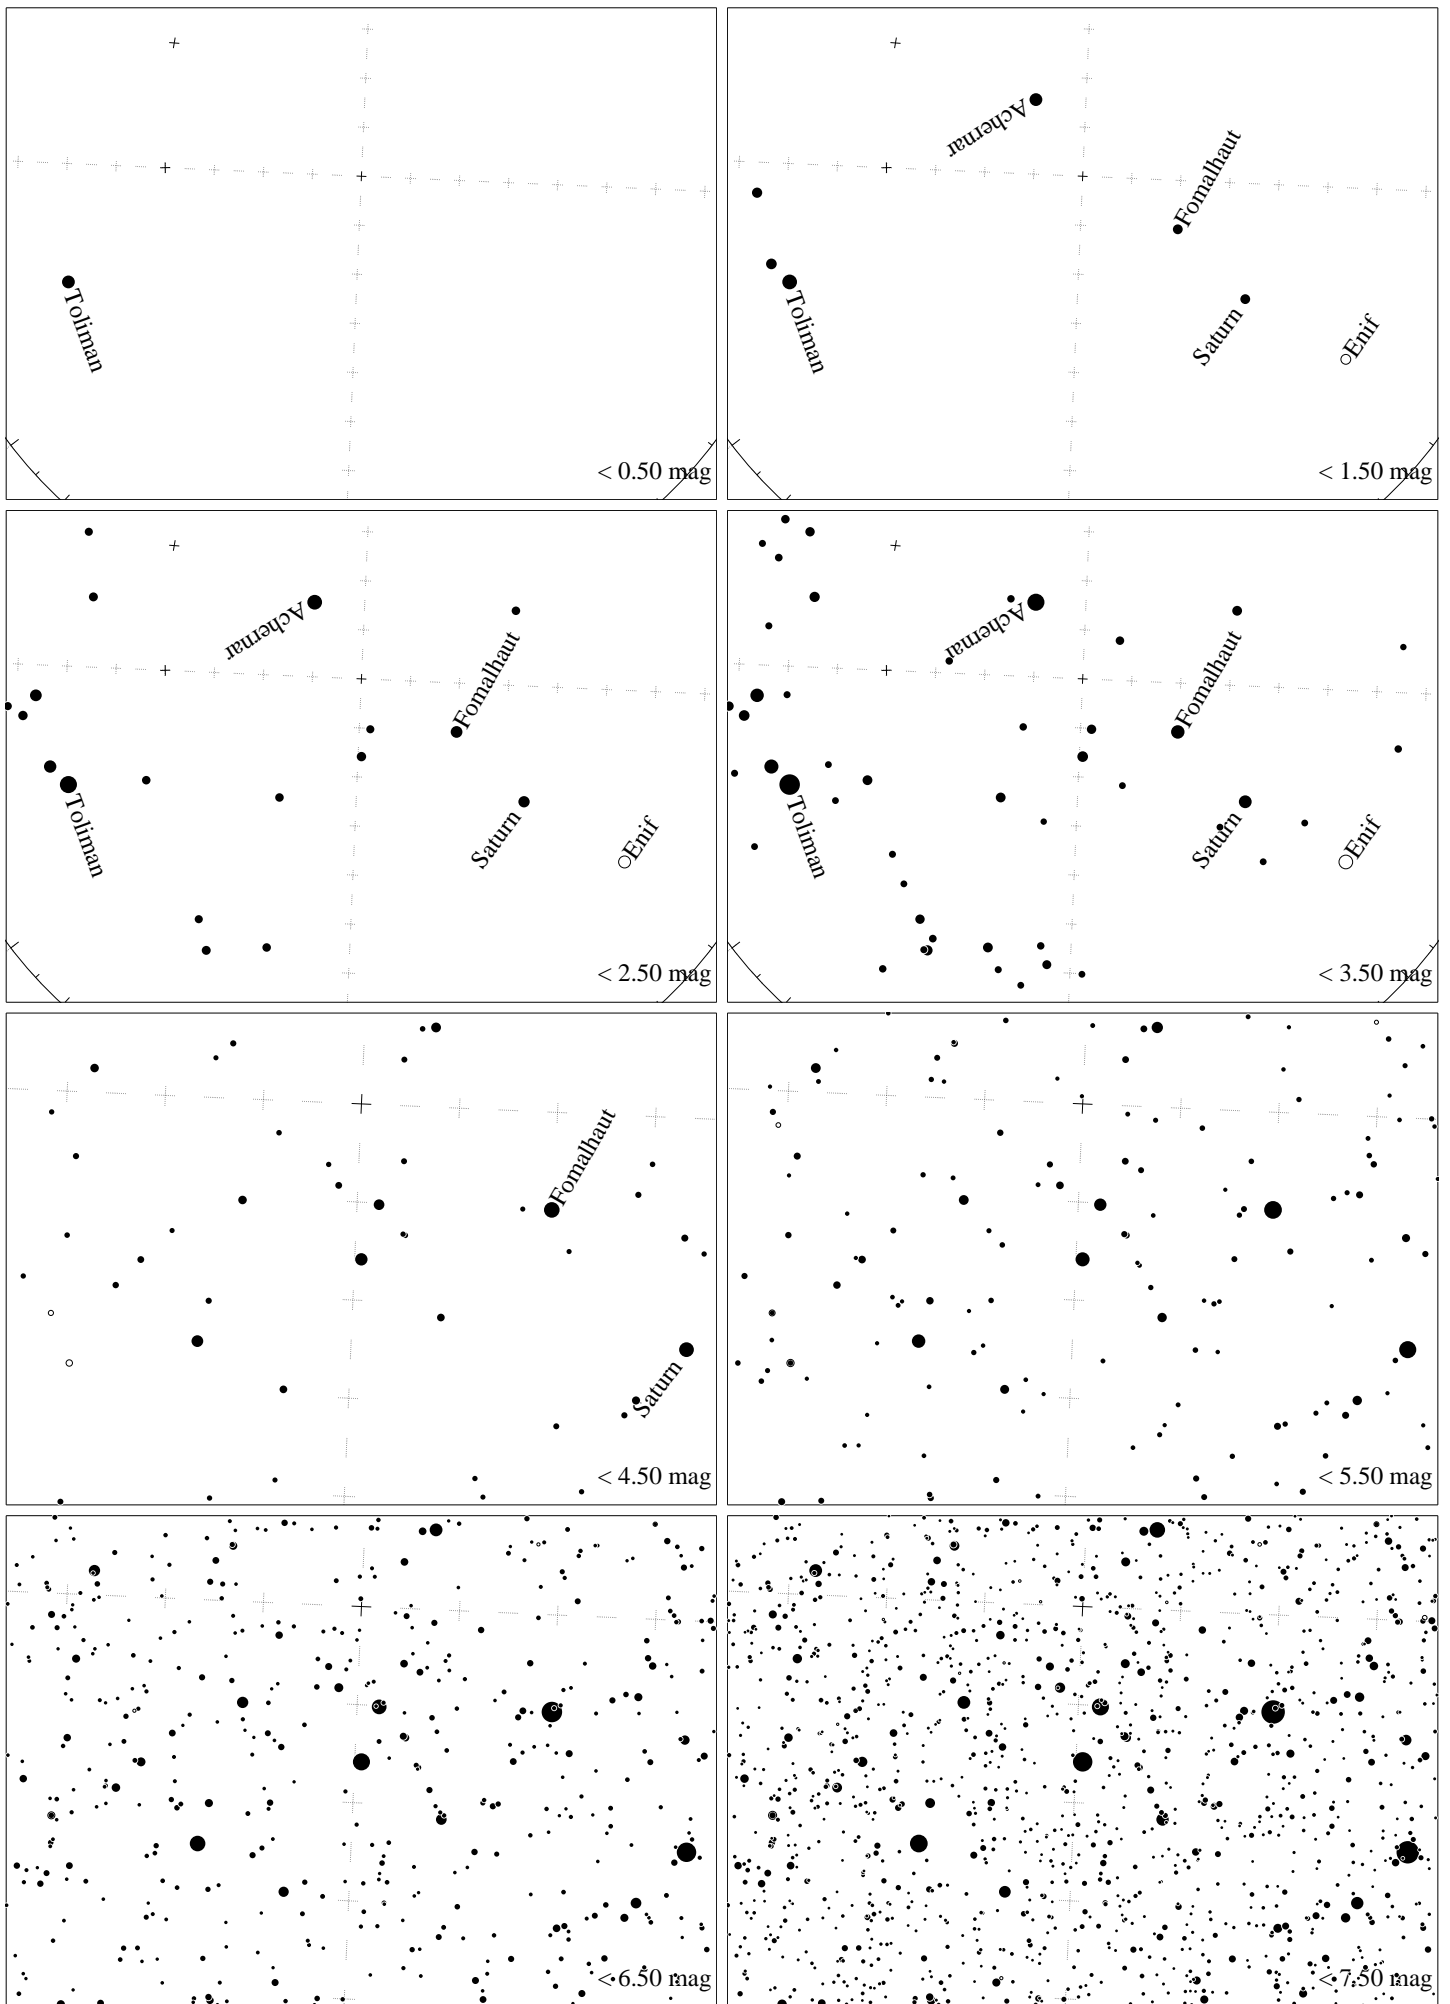 Toliman
< 0.50 mag
Achernar
Fomalhaut
Toliman
Saturn
Enif
< 1.50 mag
Achernar
Fomalhaut
Toliman
Saturn
Enif
< 2.50 mag
Achernar
Fomalhaut
Toliman
Saturn
Enif
< 3.50 mag
Fomalhaut
Saturn
< 4.50 mag
< 5.50 mag
< 6.50 mag
< 7.50 mag